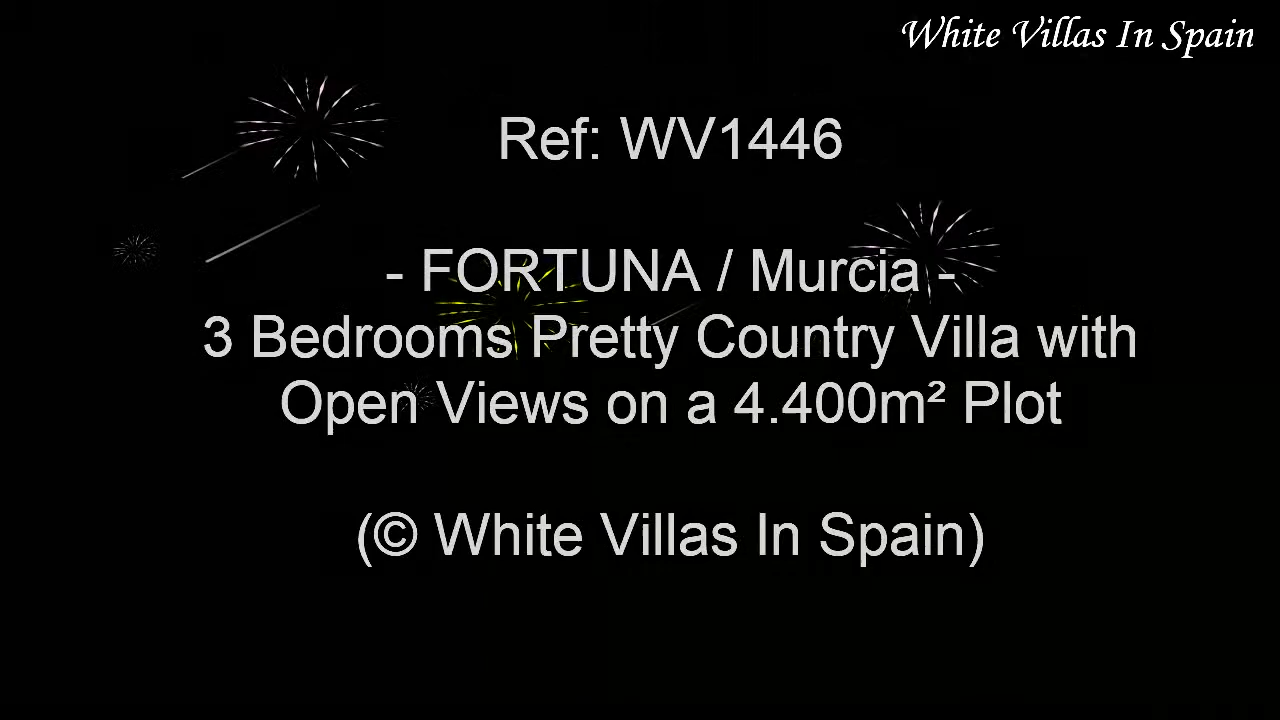 White Villas In Spain
Ref: WV1446
- FORTUNA / Murcia -
3 Bedrooms Pretty Country Villa with
Open Views on a 4.400m² Plot
(© White Villas In Spain)